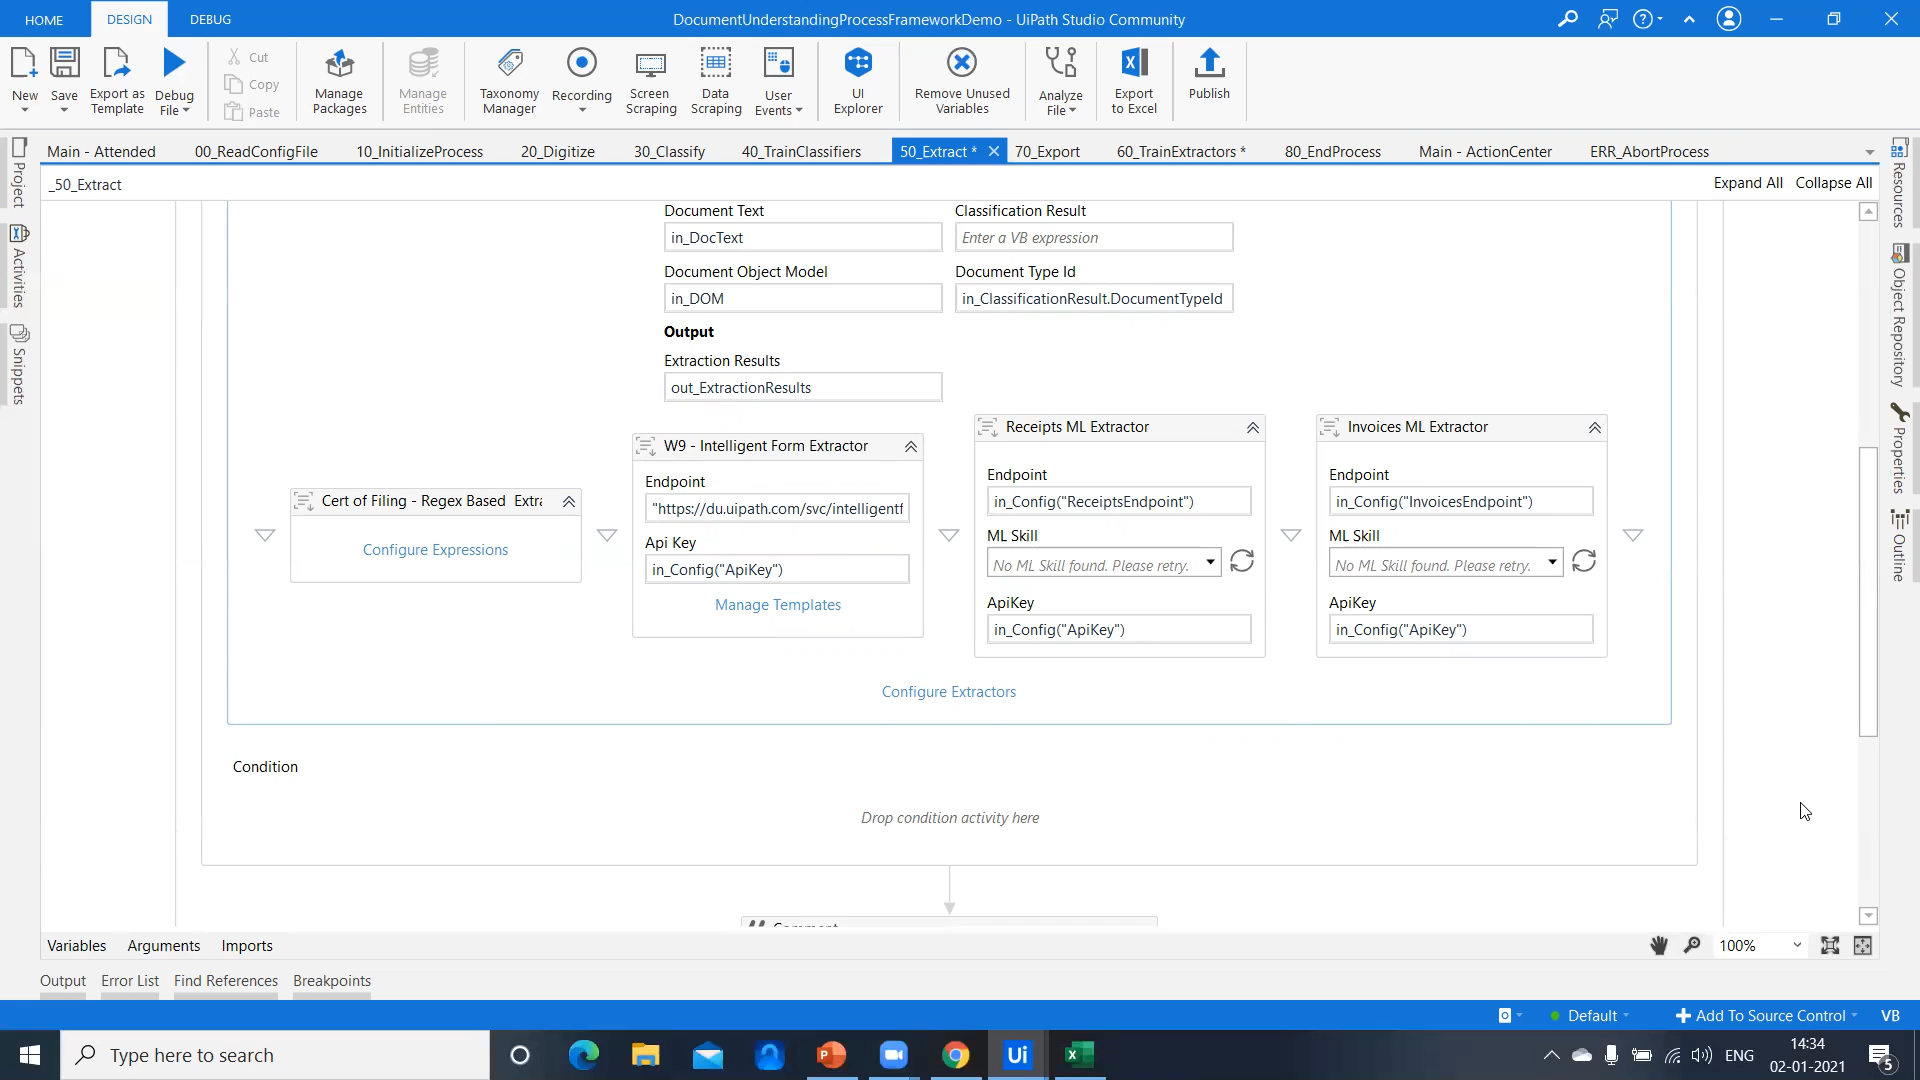 HOME
DESIGN
DEBUG
DocumentUnderstandingProcessFrameworkDemo - UiPath Studio Community
New
Save
Export as Template
Debug File
Cut
Copy
Paste
Manage Packages
Manage Entities
Taxonomy Manager
Recording
Screen Scraping
Data Scraping
User Events
UI Explorer
Remove Unused Variables
Analyze File
Export to Excel
Publish
Main - Attended
00_ReadConfigFile
10_InitializeProcess
20_Digitize
30_Classify
40_TrainClassifiers
50_Extract *
70_Export
60_TrainExtractors *
80_EndProcess
Main - ActionCenter
ERR_AbortProcess
Project
Activities
Snippets
Resources
Object Repository
Properties
Outline
_50_Extract
Expand All
Collapse All
Document Text
Classification Result
in_DocText
Enter a VB expression
Document Object Model
Document Type Id
in_DOM
in_ClassificationResult.DocumentTypeId
Output
Extraction Results
out_ExtractionResults
Cert of Filing - Regex Based Extra
Configure Expressions
W9 - Intelligent Form Extractor
Endpoint
"https://du.uipath.com/svc/intelligentf
Api Key
in_Config("ApiKey")
Manage Templates
Receipts ML Extractor
Endpoint
in_Config("ReceiptsEndpoint")
ML Skill
No ML Skill found. Please retry.
ApiKey
in_Config("ApiKey")
Invoices ML Extractor
Endpoint
in_Config("InvoicesEndpoint")
ML Skill
No ML Skill found. Please retry.
ApiKey
in_Config("ApiKey")
Configure Extractors
Condition
Drop condition activity here
Comment
Variables
Arguments
Imports
100%
Output
Error List
Find References
Breakpoints
Default
Add To Source Control
VB
Type here to search
Ui
ENG
14:34
02-01-2021
5